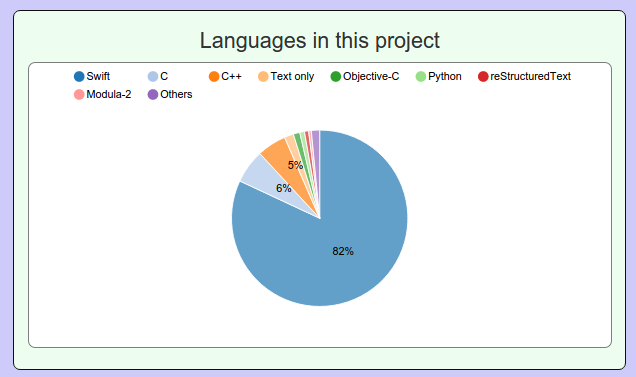 Languages in this project
Swift C C++ Text only Objective-C Python reStructuredText
Modula-2 Others
5%
6%
82%